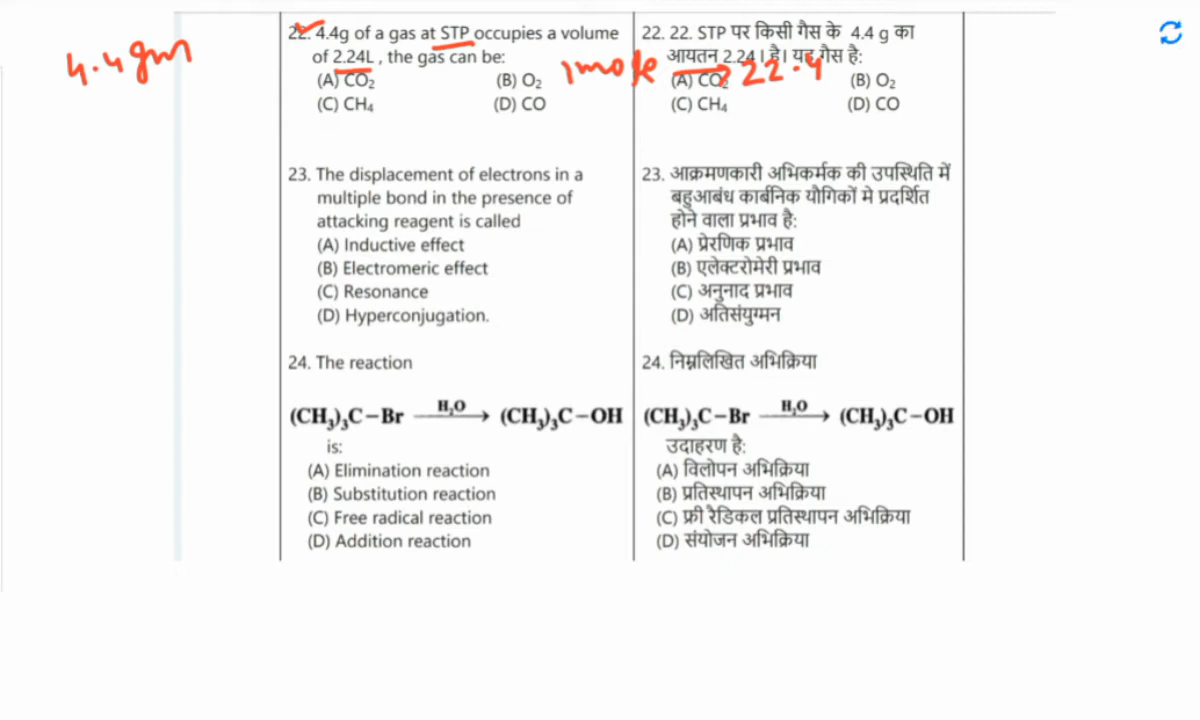 4.4gm
22. 4.4g of a gas at STP occupies a volume
of 2.24L , the gas can be:
(A) CO₂ (B) O₂
(C) CH₄ (D) CO
1 mole → 22.4
22. 22. STP पर किसी गैस के 4.4 g का
आयतन 2.24 l है। यह गैस है:
(A) CO₂ (B) O₂
(C) CH₄ (D) CO
23. The displacement of electrons in a
multiple bond in the presence of
attacking reagent is called
(A) Inductive effect
(B) Electromeric effect
(C) Resonance
(D) Hyperconjugation.
23. आक्रमणकारी अभिकर्मक की उपस्थिति में
बहुआबंध कार्बनिक यौगिकों मे प्रदर्शित
होने वाला प्रभाव है:
(A) प्रेरणिक प्रभाव
(B) एलेक्टरोमेरी प्रभाव
(C) अनुनाद प्रभाव
(D) अतिसंयुग्मन
24. The reaction
(CH₃)₃C–Br H₂O → (CH₃)₃C–OH
is:
(A) Elimination reaction
(B) Substitution reaction
(C) Free radical reaction
(D) Addition reaction
24. निम्नलिखित अभिक्रिया
(CH₃)₃C–Br H₂O → (CH₃)₃C–OH
उदाहरण है:
(A) विलोपन अभिक्रिया
(B) प्रतिस्थापन अभिक्रिया
(C) फ्री रैडिकल प्रतिस्थापन अभिक्रिया
(D) संयोजन अभिक्रिया